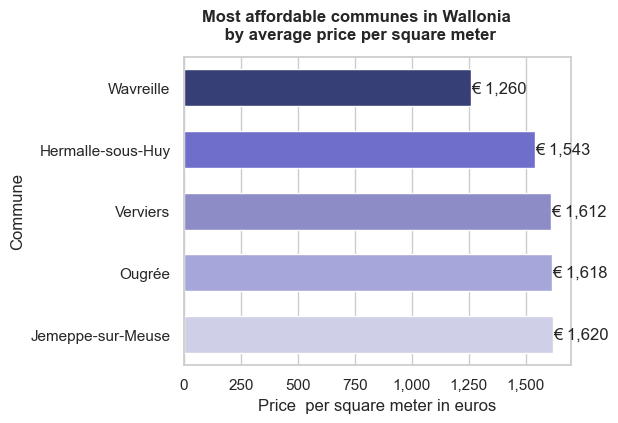 Most affordable communes in Wallonia
by average price per square meter
Wavreille
€ 1,260
Hermalle-sous-Huy
€ 1,543
Verviers
€ 1,612
Ougrée
€ 1,618
Jemeppe-sur-Meuse
€ 1,620
Commune
0 250 500 750 1,000 1,250 1,500
Price  per square meter in euros